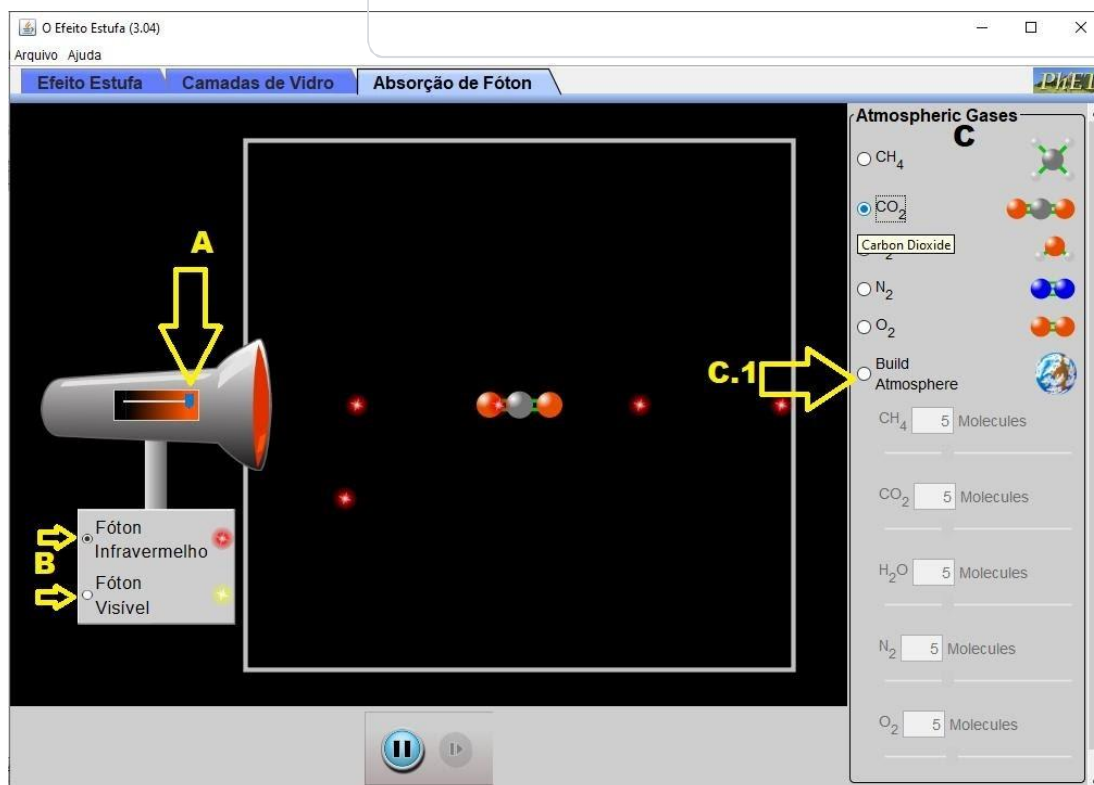 O Efeito Estufa (3.04)
Arquivo Ajuda
Efeito Estufa
Camadas de Vidro
Absorção de Fóton
PhET
Atmospheric Gases
C
CH4
CO2
Carbon Dioxide
N2
O2
Build
Atmosphere
C.1
A
B
Fóton
Infravermelho
Fóton
Visível
CH4 5 Molecules
CO2 5 Molecules
H2O 5 Molecules
N2 5 Molecules
O2 5 Molecules